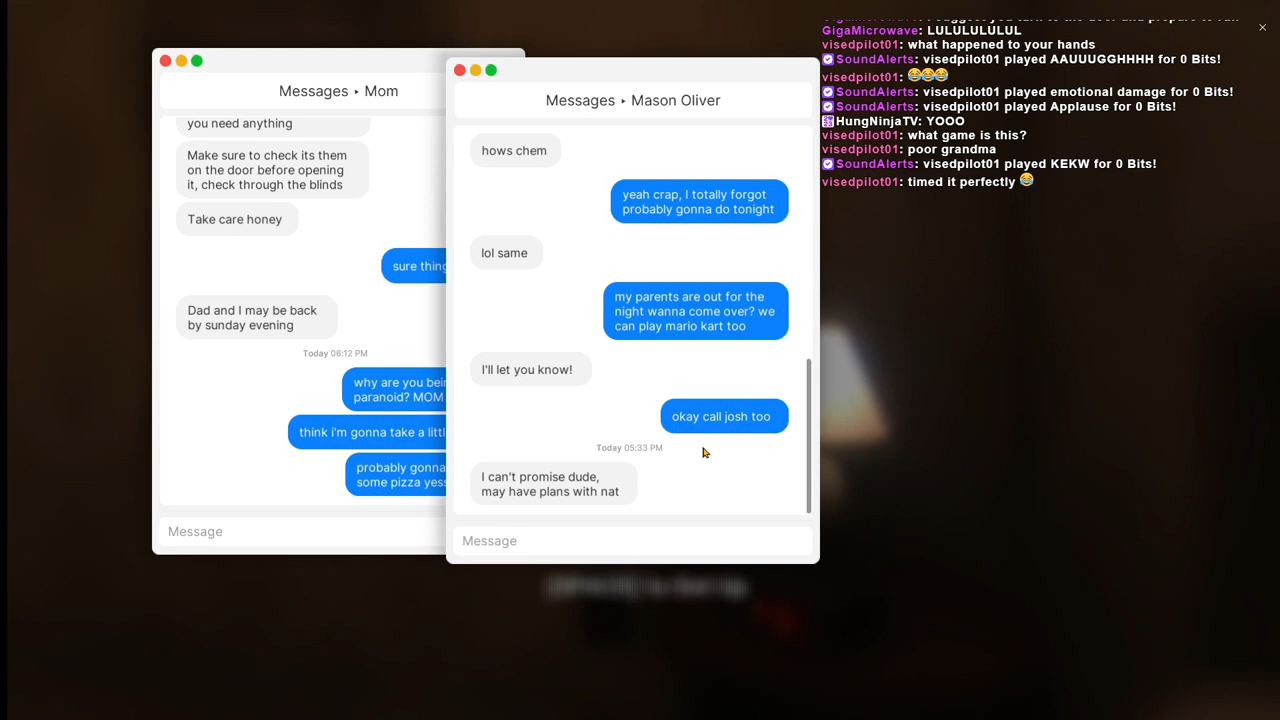 Messages ▸ Mom
you need anything
Make sure to check its them
on the door before opening
it, check through the blinds
Take care honey
sure thing
Dad and I may be back
by sunday evening
Today 06:12 PM
why are you bein
paranoid? MOM
think i'm gonna take a littl
probably gonna
some pizza yess
Message
Messages ▸ Mason Oliver
hows chem
yeah crap, I totally forgot
probably gonna do tonight
lol same
my parents are out for the
night wanna come over? we
can play mario kart too
I'll let you know!
okay call josh too
Today 05:33 PM
I can't promise dude,
may have plans with nat
Message
GigaMicrowave: LULULULULUL
visedpilot01: what happened to your hands
SoundAlerts: visedpilot01 played AAUUUGGHHHH for 0 Bits!
visedpilot01: 😂😂😂
SoundAlerts: visedpilot01 played emotional damage for 0 Bits!
SoundAlerts: visedpilot01 played Applause for 0 Bits!
HungNinjaTV: YOOO
visedpilot01: what game is this?
visedpilot01: poor grandma
SoundAlerts: visedpilot01 played KEKW for 0 Bits!
visedpilot01: timed it perfectly 😂